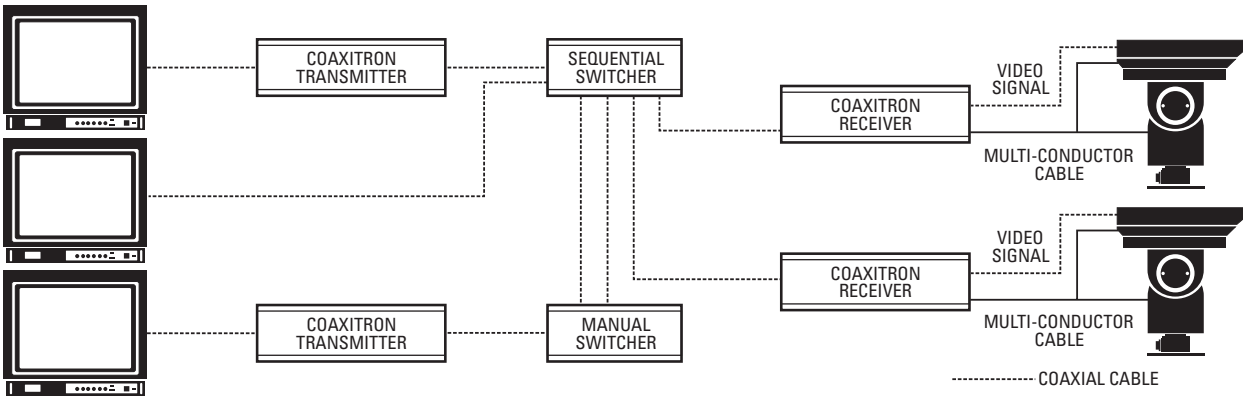 COAXITRON
TRANSMITTER
SEQUENTIAL
SWITCHER
COAXITRON
RECEIVER
VIDEO
SIGNAL
MULTI-CONDUCTOR
CABLE
COAXITRON
RECEIVER
VIDEO
SIGNAL
MULTI-CONDUCTOR
CABLE
COAXITRON
TRANSMITTER
MANUAL
SWITCHER
COAXIAL CABLE